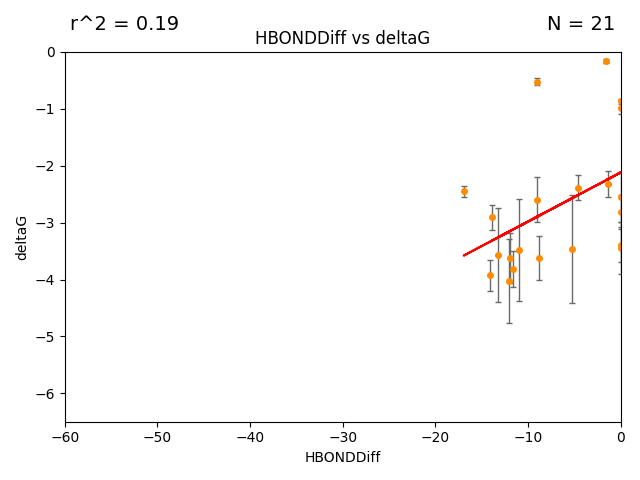 r^2 = 0.19
N = 21
HBONDDiff vs deltaG
deltaG
0
−1
−2
−3
−4
−5
−6
−60
−50
−40
−30
−20
−10
0
HBONDDiff